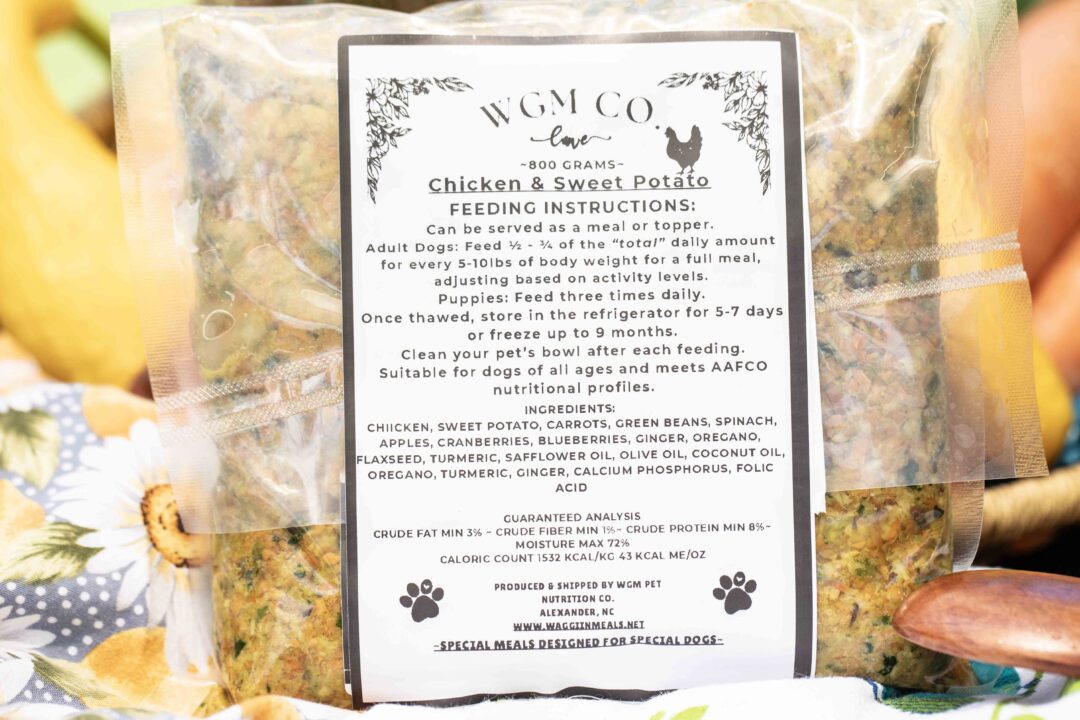 WGM CO.
love
~800 GRAMS~
Chicken & Sweet Potato
FEEDING INSTRUCTIONS:
Can be served as a meal or topper.
Adult Dogs: Feed ½ - ¾ of the “total” daily amount
for every 5-10lbs of body weight for a full meal,
adjusting based on activity levels.
Puppies: Feed three times daily.
Once thawed, store in the refrigerator for 5-7 days
or freeze up to 9 months.
Clean your pet’s bowl after each feeding.
Suitable for dogs of all ages and meets AAFCO
nutritional profiles.
INGREDIENTS:
CHIICKEN, SWEET POTATO, CARROTS, GREEN BEANS, SPINACH,
APPLES, CRANBERRIES, BLUEBERRIES, GINGER, OREGANO,
FLAXSEED, TURMERIC, SAFFLOWER OIL, OLIVE OIL, COCONUT OIL,
OREGANO, TURMERIC, GINGER, CALCIUM PHOSPHORUS, FOLIC
ACID
GUARANTEED ANALYSIS
CRUDE FAT MIN 3% ~ CRUDE FIBER MIN 1%~ CRUDE PROTEIN MIN 8%~
MOISTURE MAX 72%
CALORIC COUNT 1532 KCAL/KG 43 KCAL ME/OZ
PRODUCED & SHIPPED BY WGM PET
NUTRITION CO.
ALEXANDER, NC
WWW.WAGGIINMEALS.NET
~SPECIAL MEALS DESIGNED FOR SPECIAL DOGS~